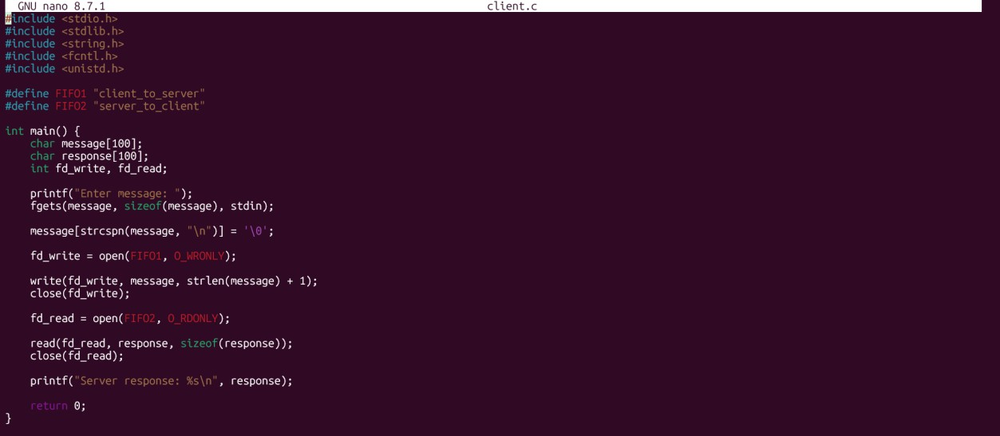 GNU nano 8.7.1 client.c
#include <stdio.h>
#include <stdlib.h>
#include <string.h>
#include <fcntl.h>
#include <unistd.h>
#define FIFO1 "client_to_server"
#define FIFO2 "server_to_client"
int main() {
    char message[100];
    char response[100];
    int fd_write, fd_read;
    printf("Enter message: ");
    fgets(message, sizeof(message), stdin);
    message[strcspn(message, "\n")] = '\0';
    fd_write = open(FIFO1, O_WRONLY);
    write(fd_write, message, strlen(message) + 1);
    close(fd_write);
    fd_read = open(FIFO2, O_RDONLY);
    read(fd_read, response, sizeof(response));
    close(fd_read);
    printf("Server response: %s\n", response);
    return 0;
}